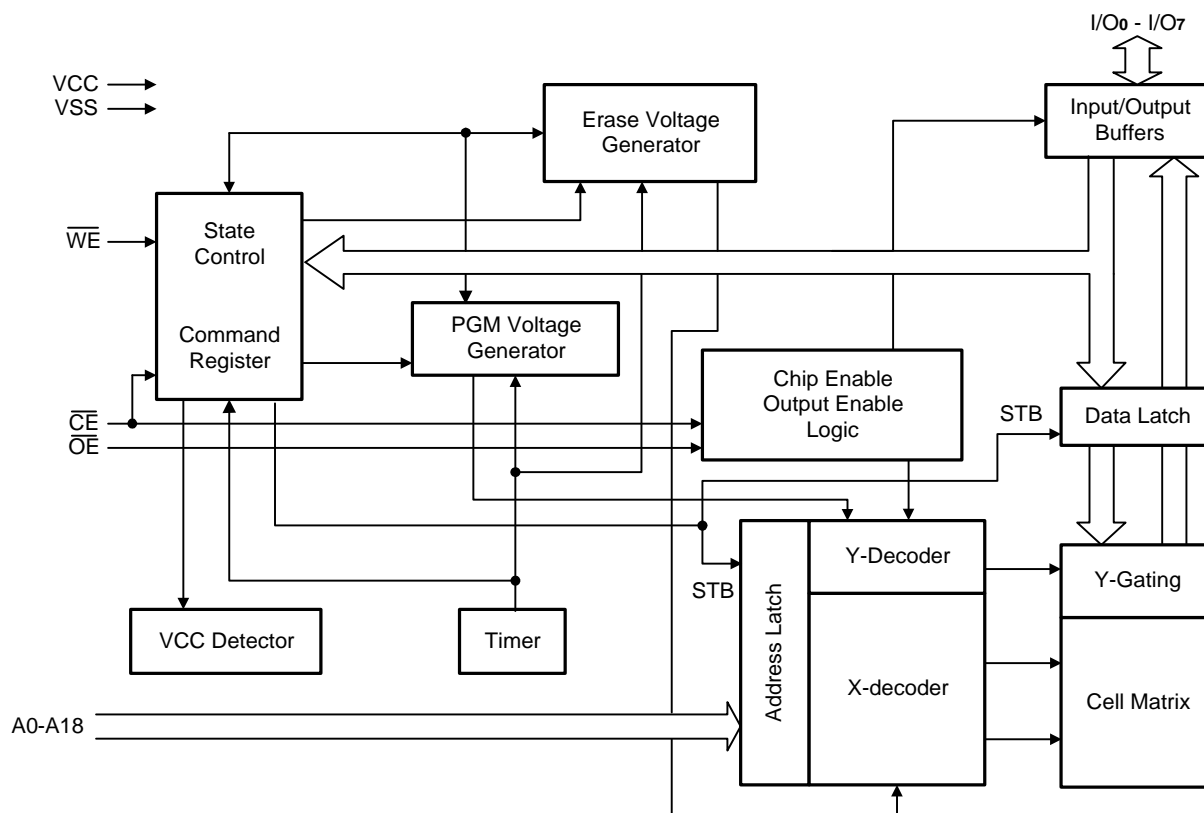 I/O0 - I/O7
VCC
VSS
Erase Voltage
Generator
Input/Output
Buffers
WE
State
Control
PGM Voltage
Generator
Command
Register
Chip Enable
Output Enable
Logic
CE
OE
STB
Data Latch
Y-Decoder
STB
Y-Gating
Address Latch
VCC Detector
Timer
X-decoder
Cell Matrix
A0-A18